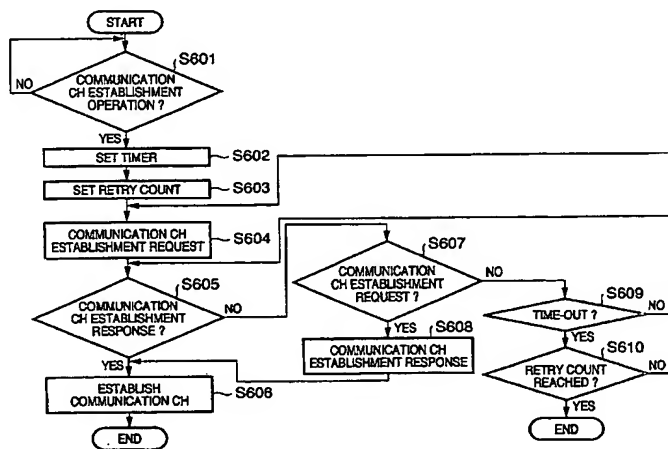 START
S601
COMMUNICATION
CH ESTABLISHMENT
OPERATION ?
NO
YES
SET TIMER
S602
SET RETRY COUNT
S603
COMMUNICATION CH
ESTABLISHMENT REQUEST
S604
S605
COMMUNICATION
CH ESTABLISHMENT
RESPONSE ?
NO
YES
ESTABLISH
COMMUNICATION CH
S606
END
S607
COMMUNICATION
CH ESTABLISHMENT
REQUEST ?
NO
YES
S608
COMMUNICATION CH
ESTABLISHMENT RESPONSE
S609
TIME-OUT ?
NO
YES
S610
RETRY COUNT
REACHED ?
NO
YES
END